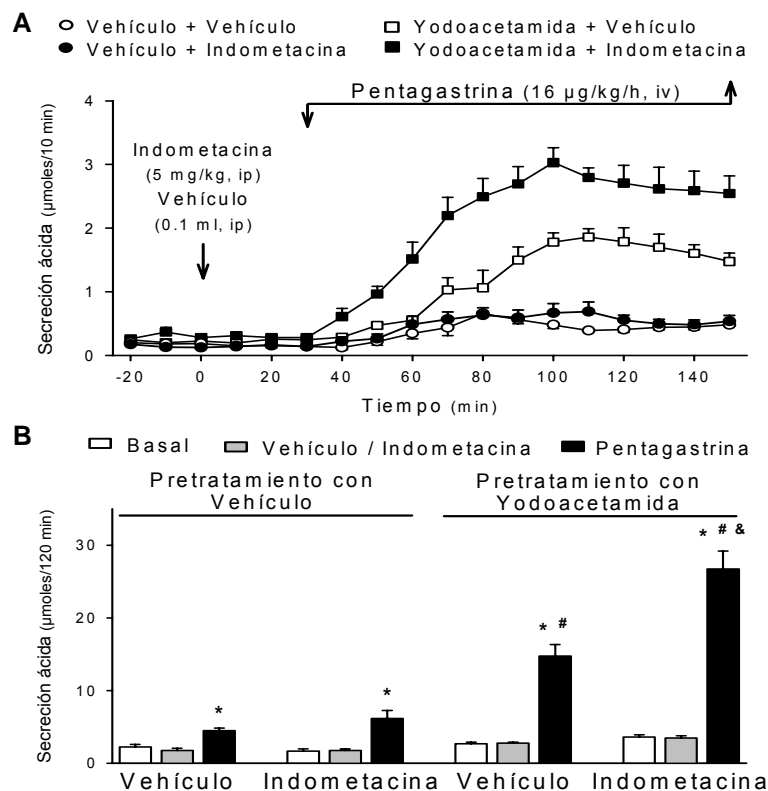 A
Vehículo + Vehículo
Yodoacetamida + Vehículo
Vehículo + Indometacina
Yodoacetamida + Indometacina
Pentagastrina (16 µg/kg/h, iv)
Indometacina
(5 mg/kg, ip)
Vehículo
(0.1 ml, ip)
Secreción ácida (µmoles/10 min)
4
3
2
1
0
-20 0 20 40 60 80 100 120 140
Tiempo (min)
B
Basal Vehículo / Indometacina Pentagastrina
Pretratamiento con
Vehículo
Pretratamiento con
Yodoacetamida
Secreción ácida (µmoles/120 min)
30
20
10
0
*
*
* #
* # &
Vehículo Indometacina Vehículo Indometacina